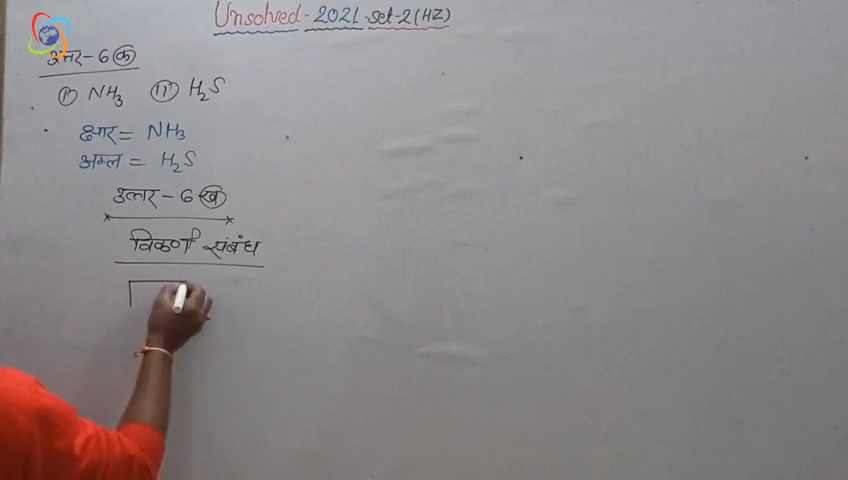 Unsolved - 2021 - set-2 (HZ)
उत्तर - 6 (क)
(i) NH3 (ii) H2S
क्षार = NH3
अम्ल = H2S
उत्तर - 6 (ख)
विकर्ण संबंध